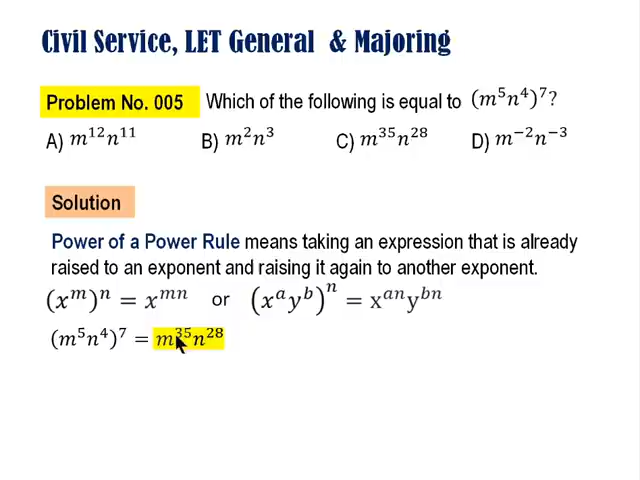 Civil Service, LET General & Majoring
Problem No. 005 Which of the following is equal to (m⁵n⁴)⁷?
A) m¹²n¹¹ B) m²n³ C) m³⁵n²⁸ D) m⁻²n⁻³
Solution
Power of a Power Rule means taking an expression that is already
raised to an exponent and raising it again to another exponent.
(xᵐ)ⁿ = xᵐⁿ or (xᵃyᵇ)ⁿ = xᵃⁿyᵇⁿ
(m⁵n⁴)⁷ = m³⁵n²⁸